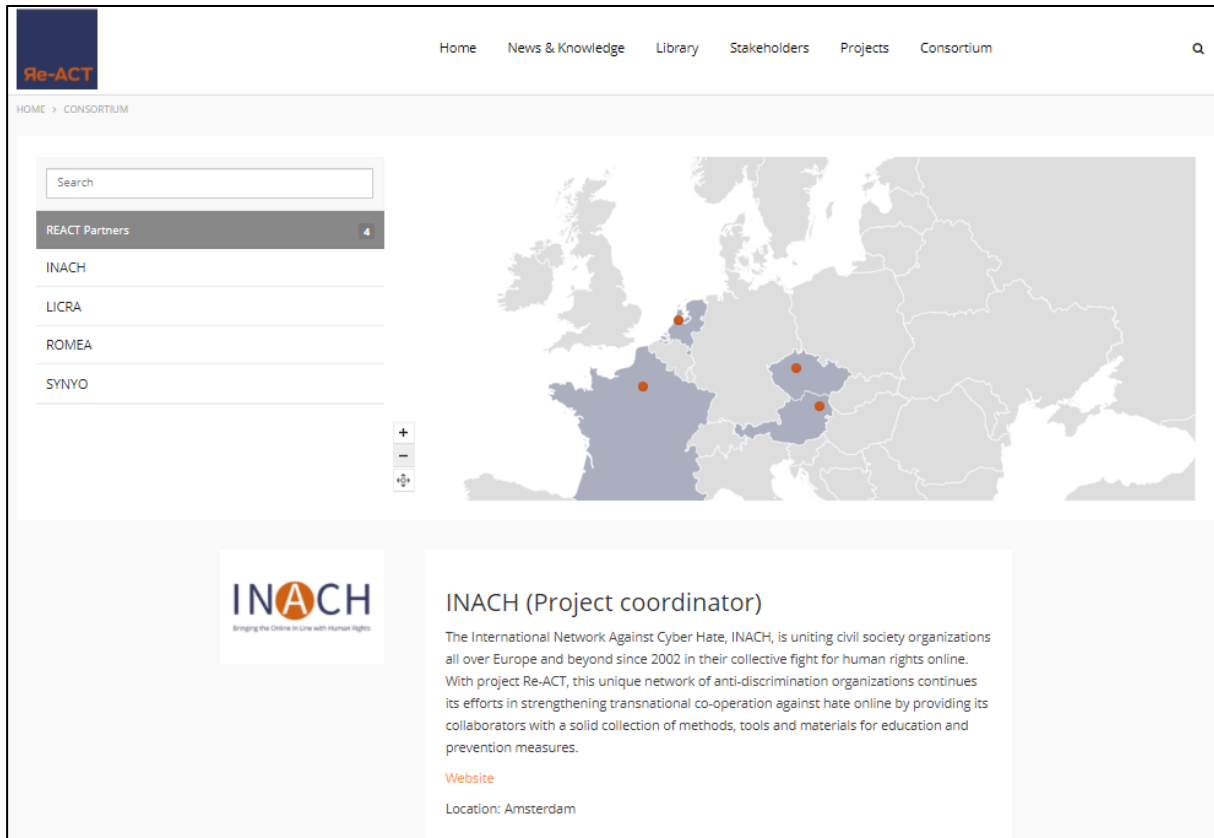 Яe-ACT
Home News & Knowledge Library Stakeholders Projects Consortium
HOME > CONSORTIUM
Search
REACT Partners 4
INACH
LICRA
ROMEA
SYNYO
+
−
INACH
Bringing the Online In Line with Human Rights
INACH (Project coordinator)
The International Network Against Cyber Hate, INACH, is uniting civil society organizations
all over Europe and beyond since 2002 in their collective fight for human rights online.
With project Re-ACT, this unique network of anti-discrimination organizations continues
its efforts in strengthening transnational co-operation against hate online by providing its
collaborators with a solid collection of methods, tools and materials for education and
prevention measures.
Website
Location: Amsterdam